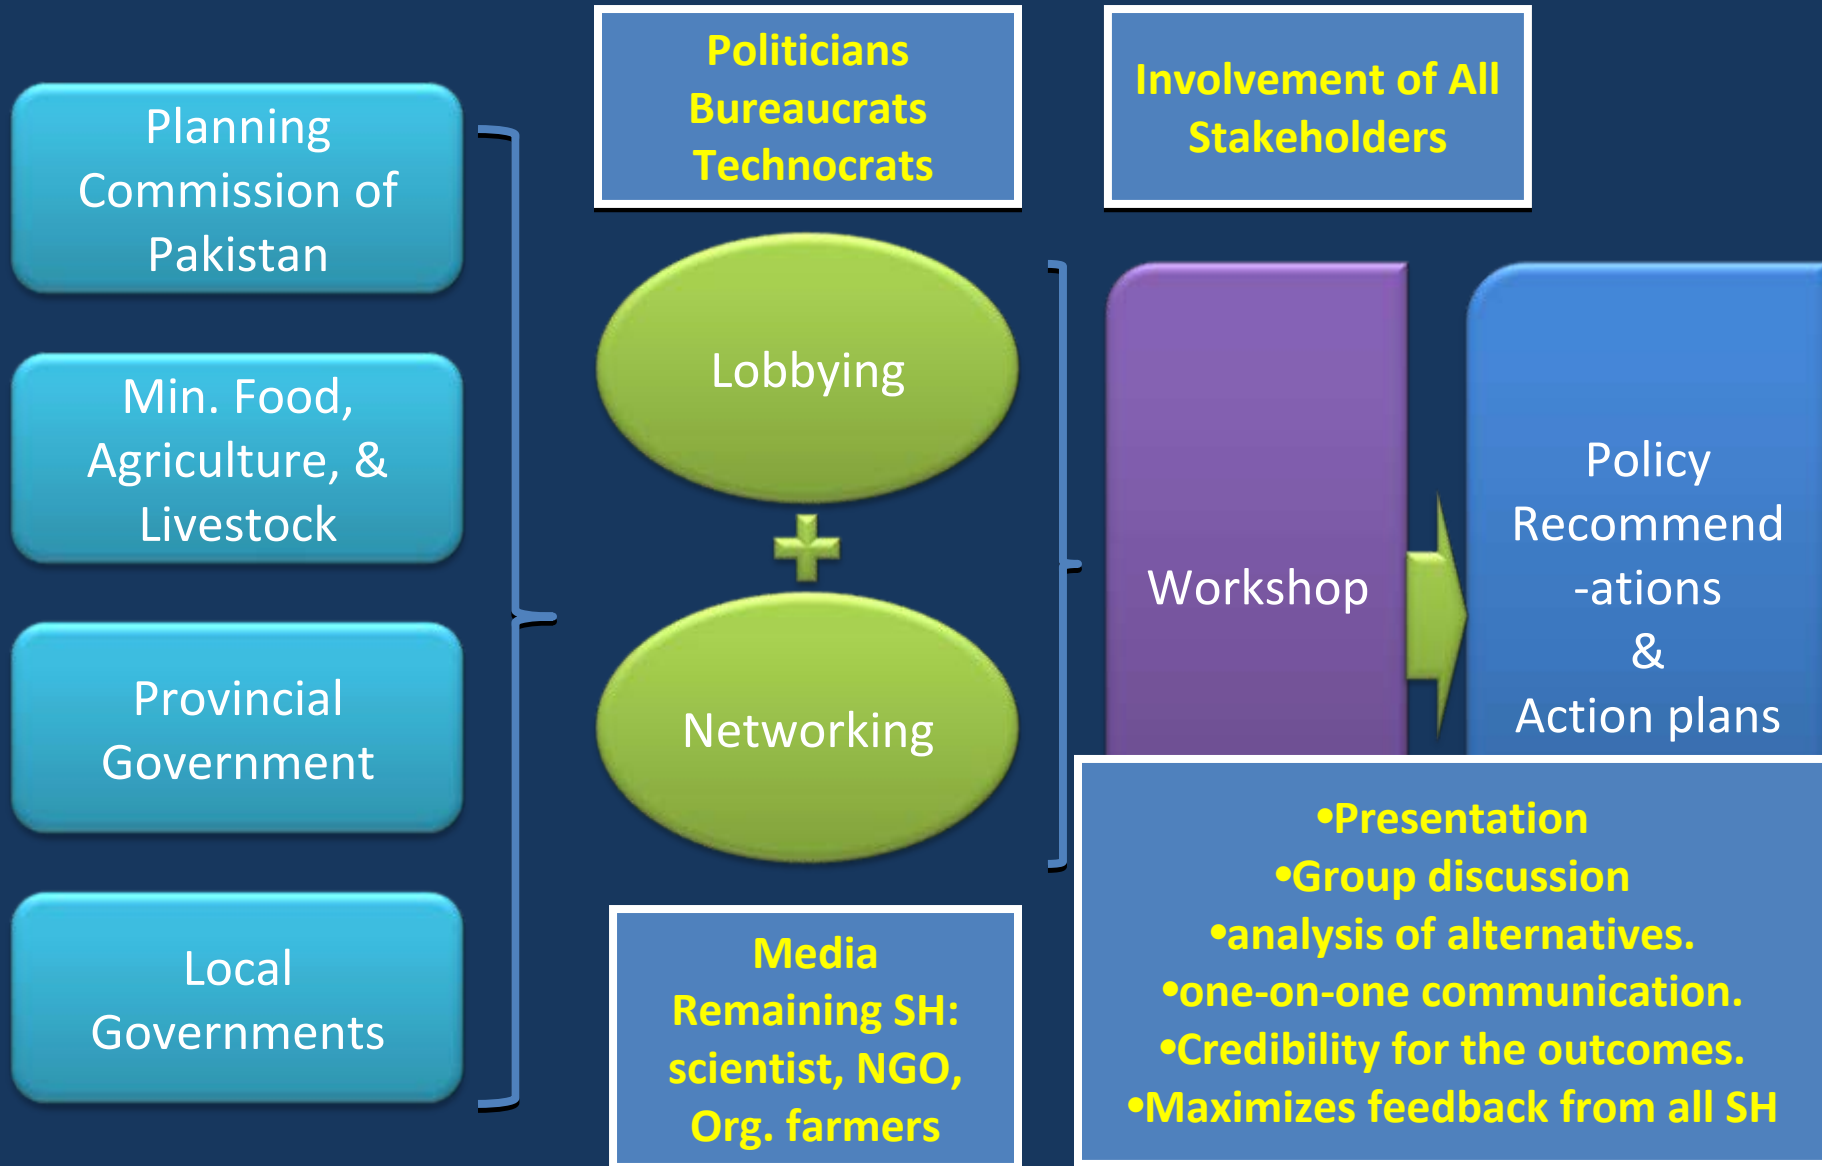 Planning
Commission of
Pakistan
Min. Food,
Agriculture, &
Livestock
Provincial
Government
Local
Governments
Politicians
Bureaucrats
Technocrats
Lobbying
Networking
Media
Remaining SH:
scientist, NGO,
Org. farmers
Involvement of All
Stakeholders
Workshop
Policy
Recommend
-ations
&
Action plans
•Presentation
•Group discussion
•analysis of alternatives.
•one-on-one communication.
•Credibility for the outcomes.
•Maximizes feedback from all SH